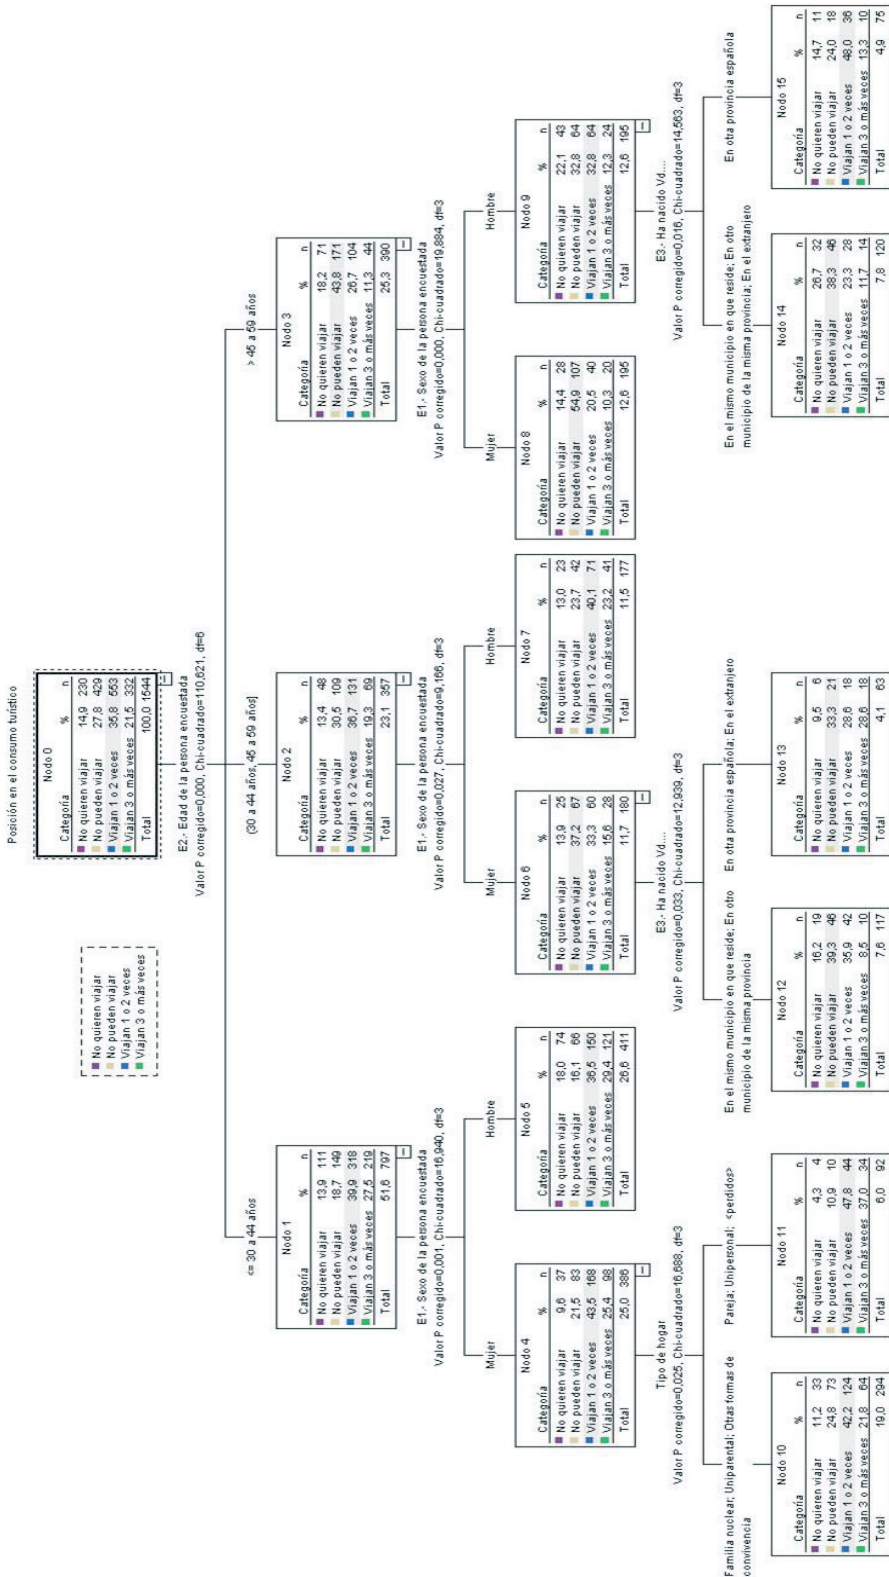 Posición en el consumo turístico
No quieren viajar
No pueden viajar
Viajan 1 o 2 veces
Viajan 3 o más veces
Nodo 0
Categoría % n
No quieren viajar 14,9 230
No pueden viajar 27,8 429
Viajan 1 o 2 veces 35,8 553
Viajan 3 o más veces 21,5 332
Total 100,0 1544
E2.- Edad de la persona encuestada
Valor P corregido=0,000, Chi-cuadrado=110,621, df=6
<= 30 a 44 años
(30 a 44 años, 45 a 59 años]
> 45 a 59 años
Nodo 1
Categoría % n
No quieren viajar 13,9 111
No pueden viajar 18,7 149
Viajan 1 o 2 veces 39,9 318
Viajan 3 o más veces 27,5 219
Total 51,6 797
E1.- Sexo de la persona encuestada
Valor P corregido=0,001, Chi-cuadrado=16,940, df=3
Nodo 2
Categoría % n
No quieren viajar 13,4 48
No pueden viajar 30,5 109
Viajan 1 o 2 veces 36,7 131
Viajan 3 o más veces 19,3 69
Total 23,1 357
E1.- Sexo de la persona encuestada
Valor P corregido=0,027, Chi-cuadrado=9,166, df=3
Nodo 3
Categoría % n
No quieren viajar 18,2 71
No pueden viajar 43,8 171
Viajan 1 o 2 veces 26,7 104
Viajan 3 o más veces 11,3 44
Total 25,3 390
E1.- Sexo de la persona encuestada
Valor P corregido=0,000, Chi-cuadrado=19,884, df=3
Mujer
Hombre
Mujer
Hombre
Mujer
Hombre
Nodo 4
Categoría % n
No quieren viajar 9,6 37
No pueden viajar 21,5 83
Viajan 1 o 2 veces 43,5 168
Viajan 3 o más veces 25,4 98
Total 25,0 386
Tipo de hogar
Valor P corregido=0,025, Chi-cuadrado=16,688, df=3
Nodo 5
Categoría % n
No quieren viajar 18,0 74
No pueden viajar 16,1 66
Viajan 1 o 2 veces 36,5 150
Viajan 3 o más veces 29,4 121
Total 26,6 411
Nodo 6
Categoría % n
No quieren viajar 13,9 25
No pueden viajar 37,2 67
Viajan 1 o 2 veces 33,3 60
Viajan 3 o más veces 15,6 28
Total 11,7 180
E3.- Ha nacido Vd....
Valor P corregido=0,033, Chi-cuadrado=12,939, df=3
Nodo 7
Categoría % n
No quieren viajar 13,0 23
No pueden viajar 23,7 42
Viajan 1 o 2 veces 40,1 71
Viajan 3 o más veces 23,2 41
Total 11,5 177
Nodo 8
Categoría % n
No quieren viajar 14,4 28
No pueden viajar 54,9 107
Viajan 1 o 2 veces 20,5 40
Viajan 3 o más veces 10,3 20
Total 12,6 195
Nodo 9
Categoría % n
No quieren viajar 22,1 43
No pueden viajar 32,8 64
Viajan 1 o 2 veces 32,8 64
Viajan 3 o más veces 12,3 24
Total 12,6 195
E3.- Ha nacido Vd....
Valor P corregido=0,016, Chi-cuadrado=14,563, df=3
Familia nuclear; Uniparental; Otras formas de
convivencia
Pareja; Unipersonal; <perdidos>
En el mismo municipio en que reside; En otro
municipio de la misma provincia
En otra provincia española; En el extranjero
En el mismo municipio en que reside; En otro
municipio de la misma provincia; En el extranjero
En otra provincia española
Nodo 10
Categoría % n
No quieren viajar 11,2 33
No pueden viajar 24,8 73
Viajan 1 o 2 veces 42,2 124
Viajan 3 o más veces 21,8 64
Total 19,0 294
Nodo 11
Categoría % n
No quieren viajar 4,3 4
No pueden viajar 10,9 10
Viajan 1 o 2 veces 47,8 44
Viajan 3 o más veces 37,0 34
Total 6,0 92
Nodo 12
Categoría % n
No quieren viajar 16,2 19
No pueden viajar 39,3 46
Viajan 1 o 2 veces 35,9 42
Viajan 3 o más veces 8,5 10
Total 7,6 117
Nodo 13
Categoría % n
No quieren viajar 9,5 6
No pueden viajar 33,3 21
Viajan 1 o 2 veces 28,6 18
Viajan 3 o más veces 28,6 18
Total 4,1 63
Nodo 14
Categoría % n
No quieren viajar 26,7 32
No pueden viajar 38,3 46
Viajan 1 o 2 veces 23,3 28
Viajan 3 o más veces 11,7 14
Total 7,8 120
Nodo 15
Categoría % n
No quieren viajar 14,7 11
No pueden viajar 24,0 18
Viajan 1 o 2 veces 48,0 36
Viajan 3 o más veces 13,3 10
Total 4,9 75